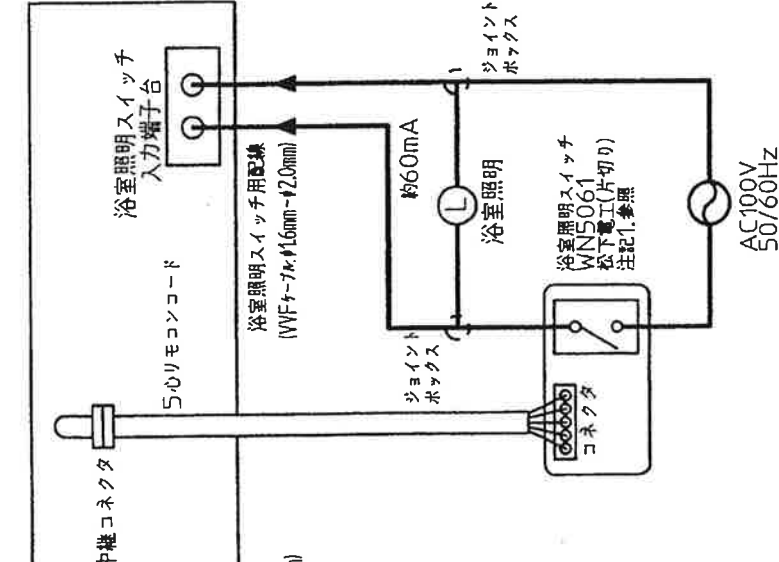 浴室照明スイッチ
入力端子台
ジョイント
ボックス
浴室照明スイッチ用配線
(VVFケーブル:φ1.6mm~φ2.0mm)
約60mA
L
浴室照明
5心リモコンコード
ジョイント
ボックス
浴室照明スイッチ
WN5061
松下電工(片切り)
注記1.参照
AC100V
50/60Hz
中継コネクタ
コネクタ